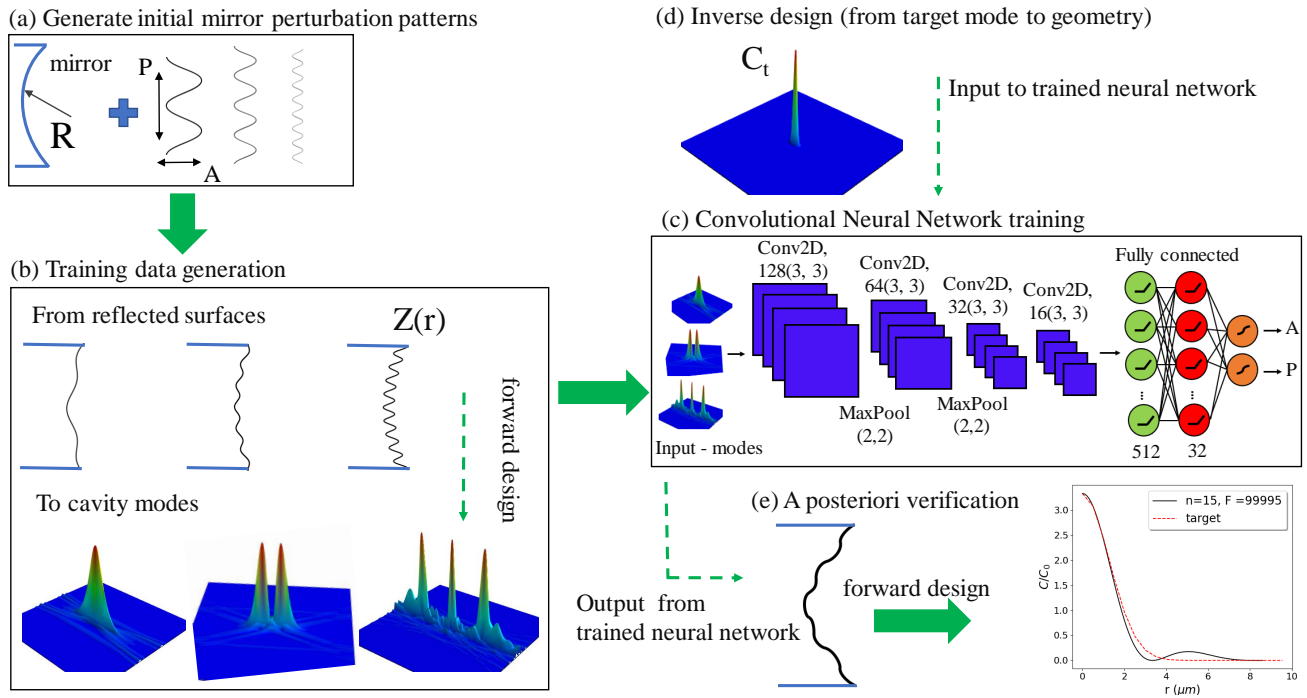 (a) Generate initial mirror perturbation patterns
mirror
P
R
A
(b) Training data generation
From reflected surfaces
Z(r)
forward design
To cavity modes
(d) Inverse design (from target mode to geometry)
Ct
Input to trained neural network
(c) Convolutional Neural Network training
Conv2D,
128(3, 3)
Conv2D,
64(3, 3)
Conv2D,
32(3, 3)
Conv2D,
16(3, 3)
Fully connected
A
P
MaxPool
(2,2)
MaxPool
(2,2)
Input - modes
512
32
(e) A posteriori verification
Output from
trained neural network
forward design
n=15, F =99995
target
C/C0
3.0
2.5
2.0
1.5
1.0
0.5
0.0
0 2 4 6 8 10
r (μm)